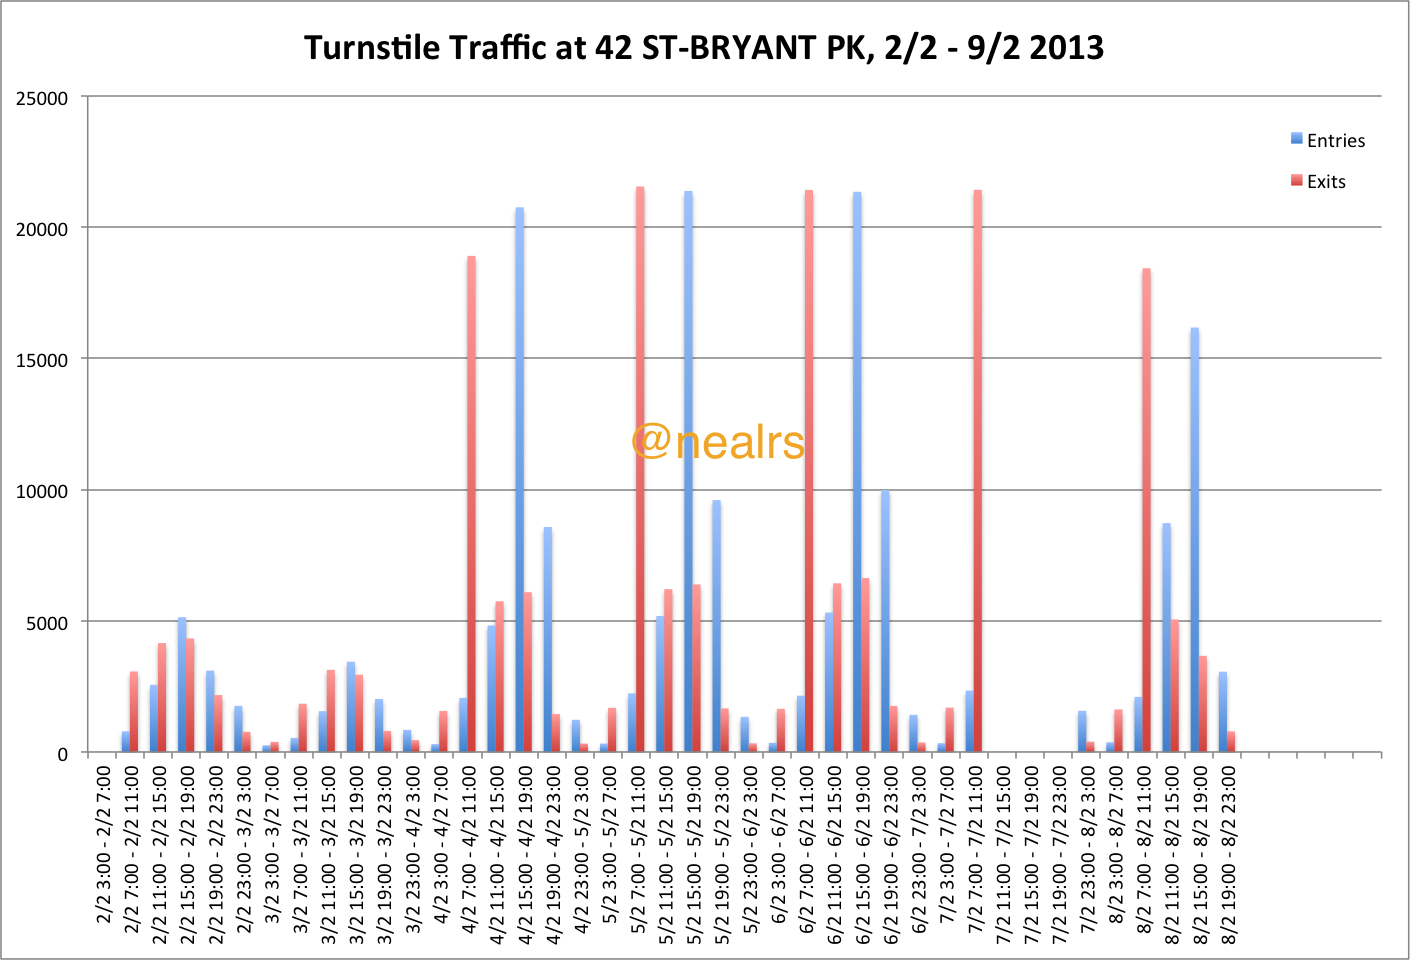 Turnstile Traffic at 42 ST-BRYANT PK, 2/2 - 9/2 2013
25000
20000
15000
10000
5000
0
Entries
Exits
@nealrs
2/2 3:00 - 2/2 7:00
2/2 7:00 - 2/2 11:00
2/2 11:00 - 2/2 15:00
2/2 15:00 - 2/2 19:00
2/2 19:00 - 2/2 23:00
2/2 23:00 - 3/2 3:00
3/2 3:00 - 3/2 7:00
3/2 7:00 - 3/2 11:00
3/2 11:00 - 3/2 15:00
3/2 15:00 - 3/2 19:00
3/2 19:00 - 3/2 23:00
3/2 23:00 - 4/2 3:00
4/2 3:00 - 4/2 7:00
4/2 7:00 - 4/2 11:00
4/2 11:00 - 4/2 15:00
4/2 15:00 - 4/2 19:00
4/2 19:00 - 4/2 23:00
4/2 23:00 - 5/2 3:00
5/2 3:00 - 5/2 7:00
5/2 7:00 - 5/2 11:00
5/2 11:00 - 5/2 15:00
5/2 15:00 - 5/2 19:00
5/2 19:00 - 5/2 23:00
5/2 23:00 - 6/2 3:00
6/2 3:00 - 6/2 7:00
6/2 7:00 - 6/2 11:00
6/2 11:00 - 6/2 15:00
6/2 15:00 - 6/2 19:00
6/2 19:00 - 6/2 23:00
6/2 23:00 - 7/2 3:00
7/2 3:00 - 7/2 7:00
7/2 7:00 - 7/2 11:00
7/2 11:00 - 7/2 15:00
7/2 15:00 - 7/2 19:00
7/2 19:00 - 7/2 23:00
7/2 23:00 - 8/2 3:00
8/2 3:00 - 8/2 7:00
8/2 7:00 - 8/2 11:00
8/2 11:00 - 8/2 15:00
8/2 15:00 - 8/2 19:00
8/2 19:00 - 8/2 23:00